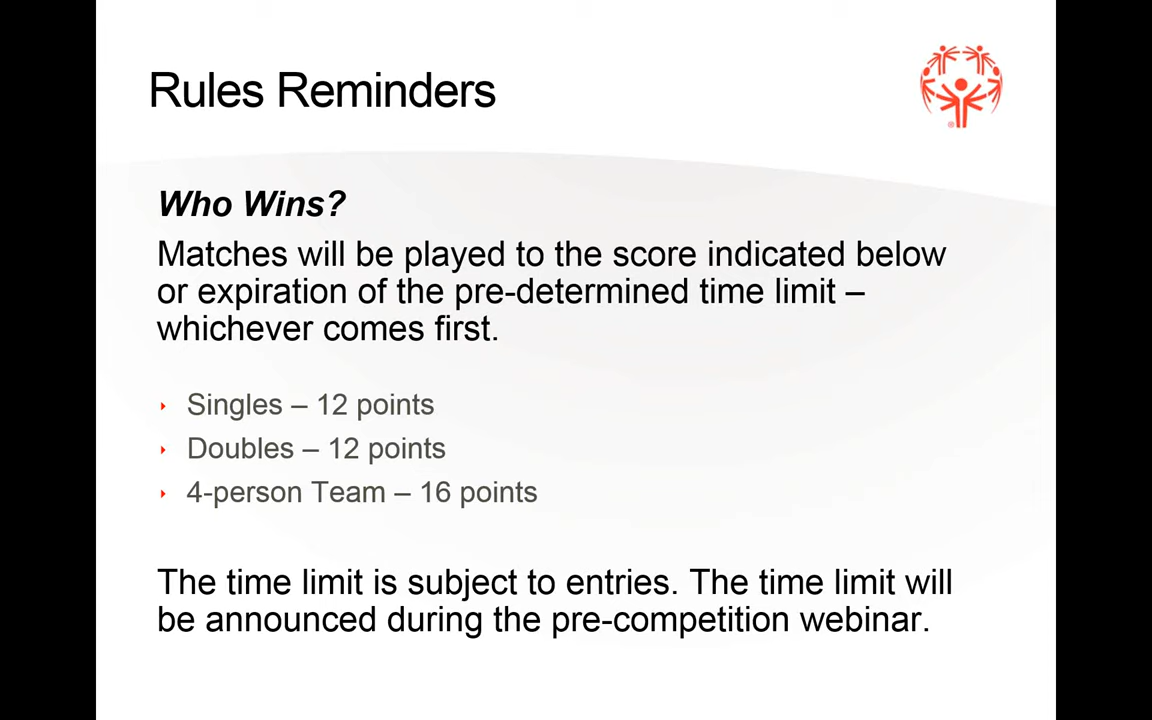 Rules Reminders
Who Wins?
Matches will be played to the score indicated below
or expiration of the pre-determined time limit –
whichever comes first.
Singles – 12 points
Doubles – 12 points
4-person Team – 16 points
The time limit is subject to entries. The time limit will
be announced during the pre-competition webinar.